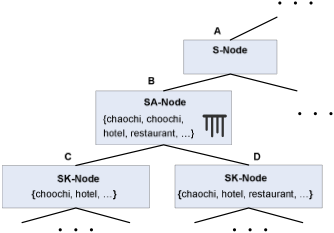 • • •
A
S-Node
B
SA-Node
{chaochi, choochi,
hotel, restaurant, …}
• • •
C
D
SK-Node
{choochi, hotel, …}
SK-Node
{chaochi, hotel, restaurant, …}
• • •
• • •